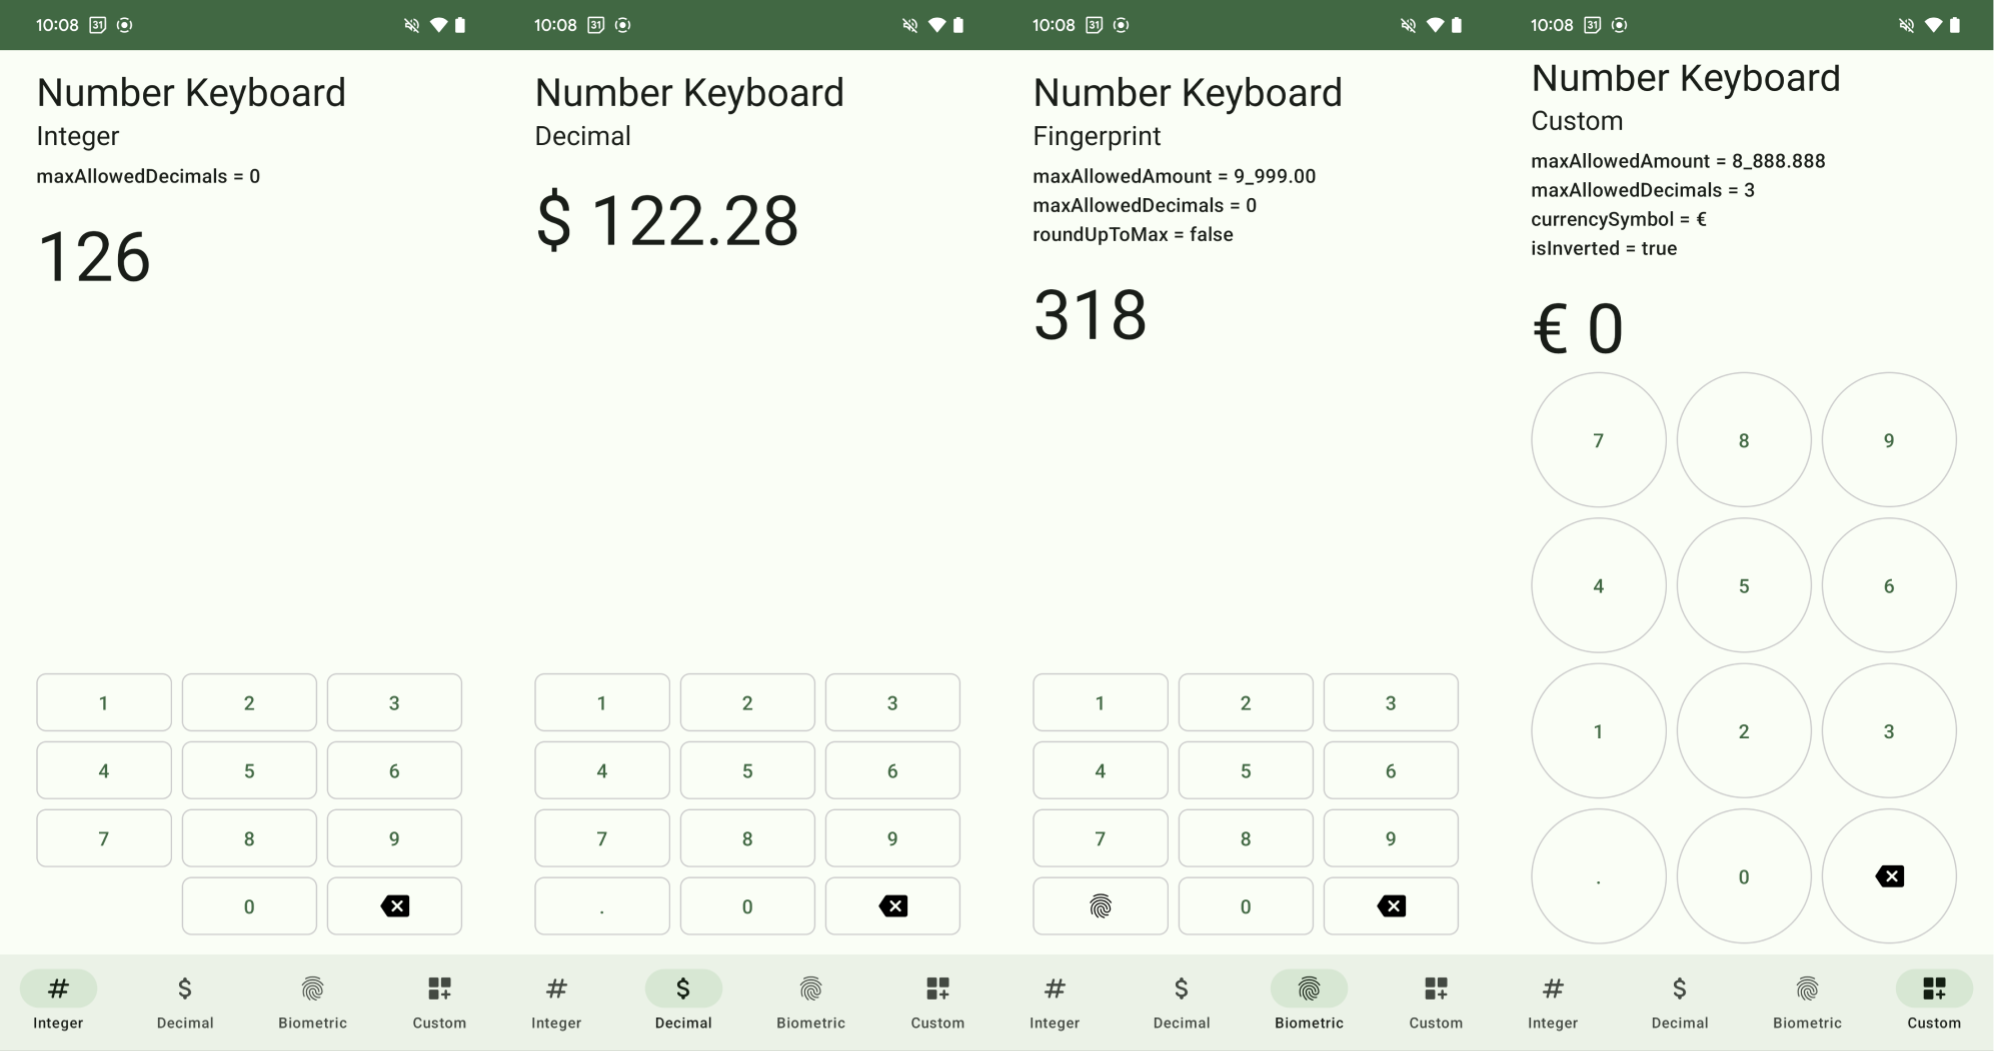 10:08
Number Keyboard
Integer
maxAllowedDecimals = 0
126
1 2 3
4 5 6
7 8 9
0
Integer Decimal Biometric Custom
10:08
Number Keyboard
Decimal
$ 122.28
1 2 3
4 5 6
7 8 9
. 0
Integer Decimal Biometric Custom
10:08
Number Keyboard
Fingerprint
maxAllowedAmount = 9_999.00
maxAllowedDecimals = 0
roundUpToMax = false
318
1 2 3
4 5 6
7 8 9
0
Integer Decimal Biometric Custom
10:08
Number Keyboard
Custom
maxAllowedAmount = 8_888.888
maxAllowedDecimals = 3
currencySymbol = €
isInverted = true
€ 0
7 8 9
4 5 6
1 2 3
. 0
Integer Decimal Biometric Custom